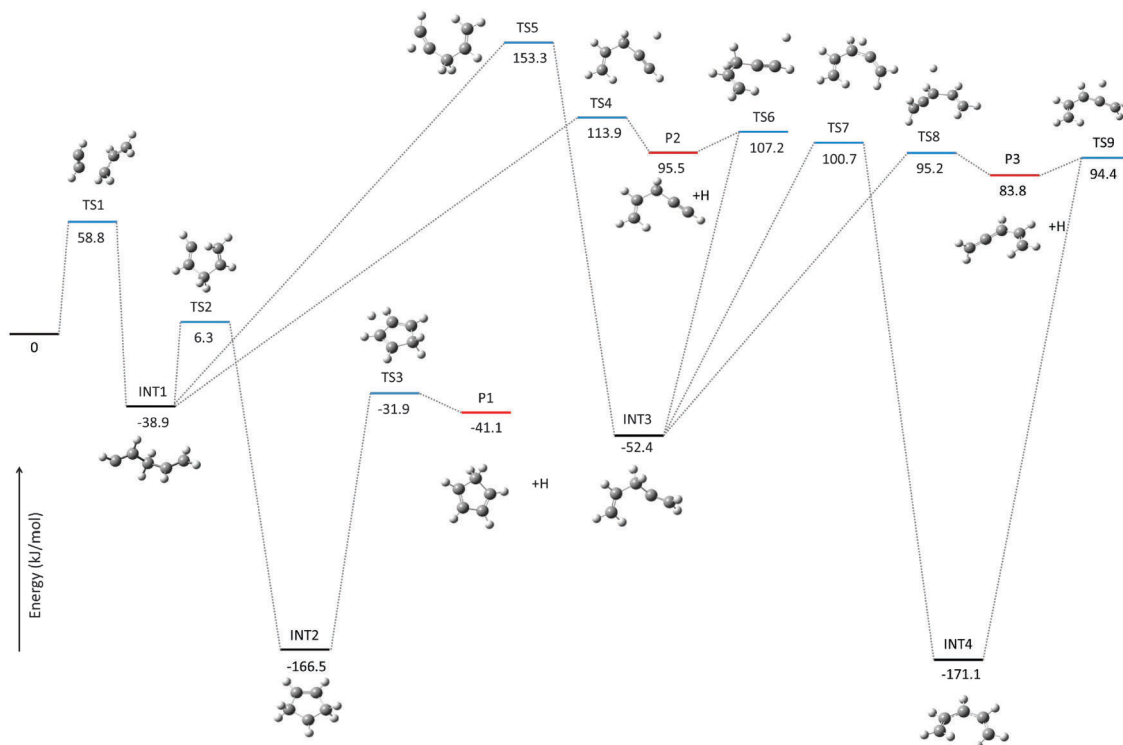 TS5
153.3
TS4
113.9
P2
95.5
+H
TS6
107.2
TS7
100.7
TS8
95.2
P3
83.8
+H
TS9
94.4
TS1
58.8
TS2
6.3
0
INT1
-38.9
TS3
-31.9
P1
-41.1
+H
INT3
-52.4
INT2
-166.5
INT4
-171.1
Energy (kJ/mol)